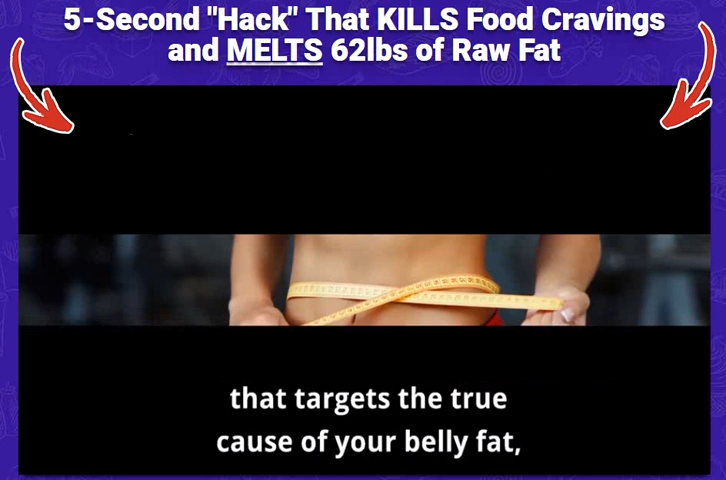 5-Second "Hack" That KILLS Food Cravings
and MELTS 62lbs of Raw Fat
that targets the true
cause of your belly fat,